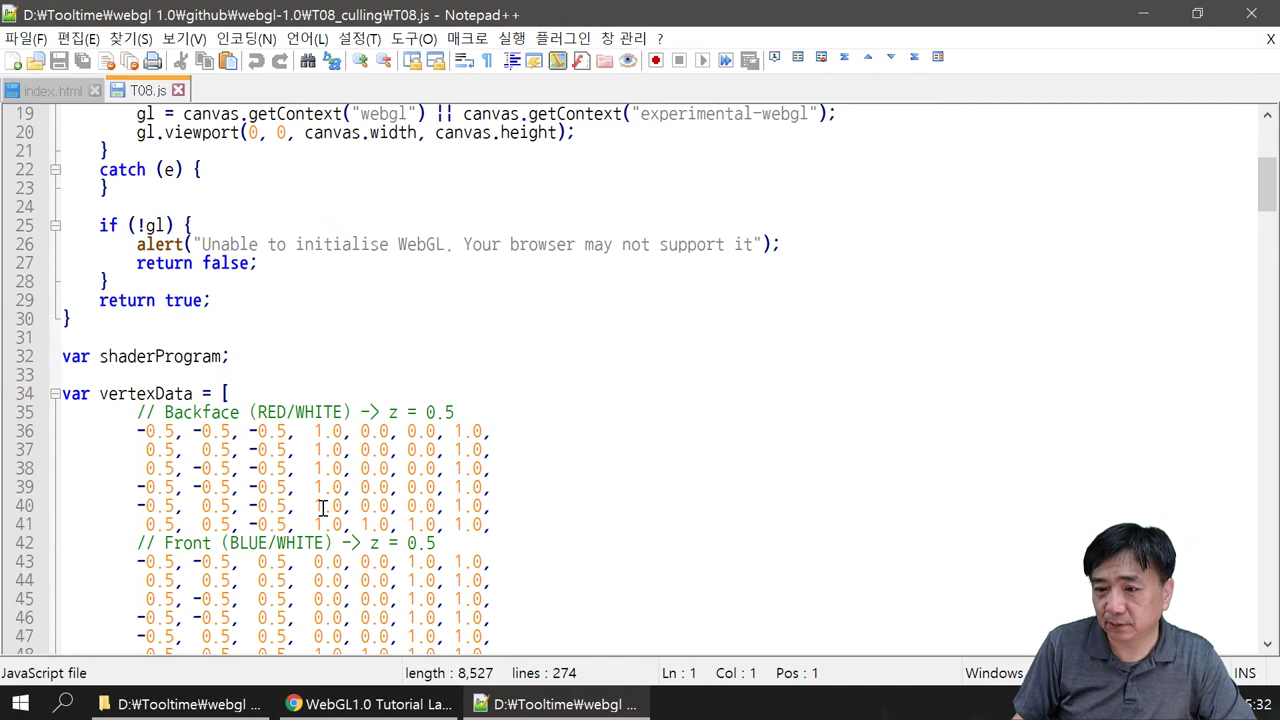 D:₩Tooltime₩webgl 1.0₩github₩webgl-1.0₩T08_culling₩T08.js - Notepad++
파일(F) 편집(E) 찾기(S) 보기(V) 인코딩(N) 언어(L) 설정(T) 도구(O) 매크로 실행 플러그인 창 관리 ? X
index.html T08.js
19 gl = canvas.getContext("webgl") || canvas.getContext("experimental-webgl");
20 gl.viewport(0, 0, canvas.width, canvas.height);
21 }
22 catch (e) {
23 }
24
25 if (!gl) {
26 alert("Unable to initialise WebGL. Your browser may not support it");
27 return false;
28 }
29 return true;
30 }
31
32 var shaderProgram;
33
34 var vertexData = [
35 // Backface (RED/WHITE) -> z = 0.5
36 -0.5, -0.5, -0.5, 1.0, 0.0, 0.0, 1.0,
37 0.5, 0.5, -0.5, 1.0, 0.0, 0.0, 1.0,
38 0.5, -0.5, -0.5, 1.0, 0.0, 0.0, 1.0,
39 -0.5, -0.5, -0.5, 1.0, 0.0, 0.0, 1.0,
40 -0.5, 0.5, -0.5, 1.0, 0.0, 0.0, 1.0,
41 0.5, 0.5, -0.5, 1.0, 1.0, 1.0, 1.0,
42 // Front (BLUE/WHITE) -> z = 0.5
43 -0.5, -0.5, 0.5, 0.0, 0.0, 1.0, 1.0,
44 0.5, 0.5, 0.5, 0.0, 0.0, 1.0, 1.0,
45 0.5, -0.5, 0.5, 0.0, 0.0, 1.0, 1.0,
46 -0.5, -0.5, 0.5, 0.0, 0.0, 1.0, 1.0,
47 -0.5, 0.5, 0.5, 0.0, 0.0, 1.0, 1.0,
JavaScript file length : 8,527 lines : 274 Ln : 1 Col : 1 Pos : 1 Windows INS
D:₩Tooltime₩webgl ... WebGL1.0 Tutorial La... D:₩Tooltime₩webgl ... 5:32